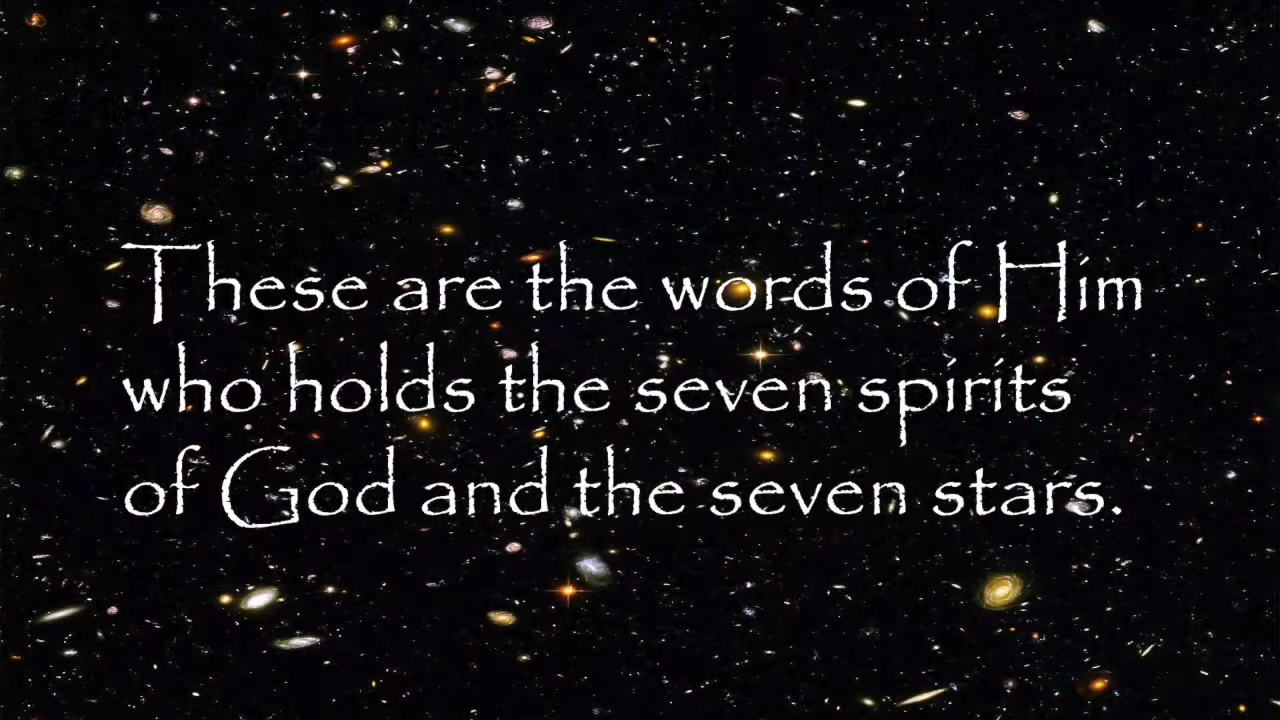 These are the words of Him
who holds the seven spirits
of God and the seven stars.